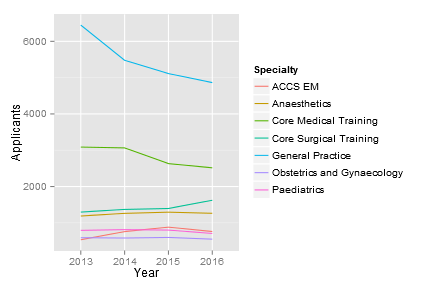 Applicants
6000
4000
2000
2013 2014 2015 2016
Year
Specialty
ACCS EM
Anaesthetics
Core Medical Training
Core Surgical Training
General Practice
Obstetrics and Gynaecology
Paediatrics